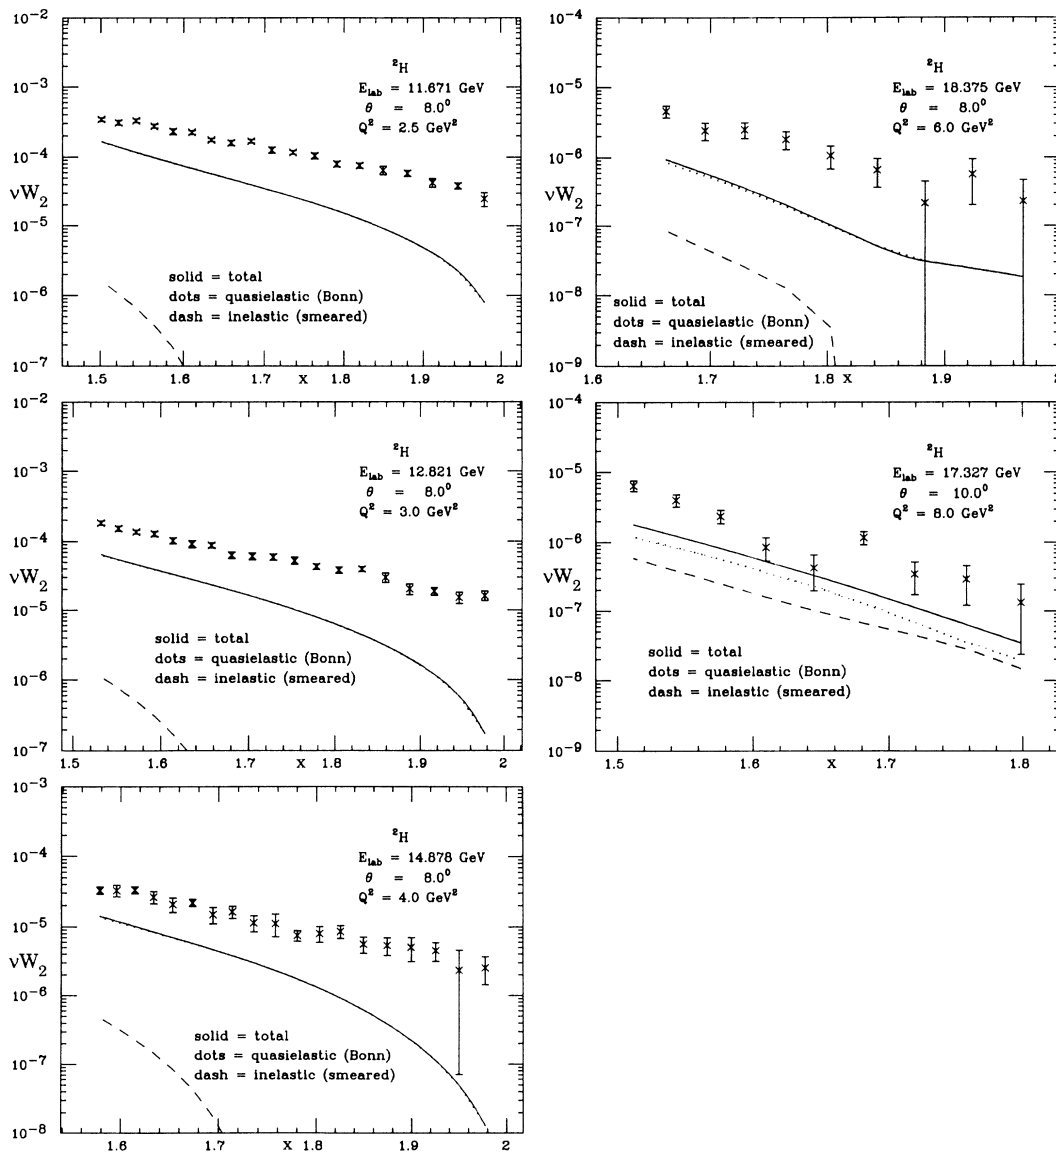 10⁻²
10⁻³
10⁻⁴
10⁻⁵
10⁻⁶
10⁻⁷
νW₂
²H
E_lab = 11.671 GeV
θ = 8.0⁰
Q² = 2.5 GeV²
solid = total
dots = quasielastic (Bonn)
dash = inelastic (smeared)
1.5 1.6 1.7 x 1.8 1.9 2
10⁻⁴
10⁻⁵
10⁻⁶
10⁻⁷
10⁻⁸
10⁻⁹
νW₂
²H
E_lab = 18.375 GeV
θ = 8.0⁰
Q² = 6.0 GeV²
solid = total
dots = quasielastic (Bonn)
dash = inelastic (smeared)
1.6 1.7 1.8 x 1.9 2
10⁻²
10⁻³
10⁻⁴
10⁻⁵
10⁻⁶
10⁻⁷
νW₂
²H
E_lab = 12.821 GeV
θ = 8.0⁰
Q² = 3.0 GeV²
solid = total
dots = quasielastic (Bonn)
dash = inelastic (smeared)
1.5 1.6 1.7 x 1.8 1.9 2
10⁻⁴
10⁻⁵
10⁻⁶
10⁻⁷
10⁻⁸
10⁻⁹
νW₂
²H
E_lab = 17.327 GeV
θ = 10.0⁰
Q² = 8.0 GeV²
solid = total
dots = quasielastic (Bonn)
dash = inelastic (smeared)
1.5 1.6 x 1.7 1.8
10⁻³
10⁻⁴
10⁻⁵
10⁻⁶
10⁻⁷
10⁻⁸
νW₂
²H
E_lab = 14.878 GeV
θ = 8.0⁰
Q² = 4.0 GeV²
solid = total
dots = quasielastic (Bonn)
dash = inelastic (smeared)
1.6 1.7 x 1.8 1.9 2